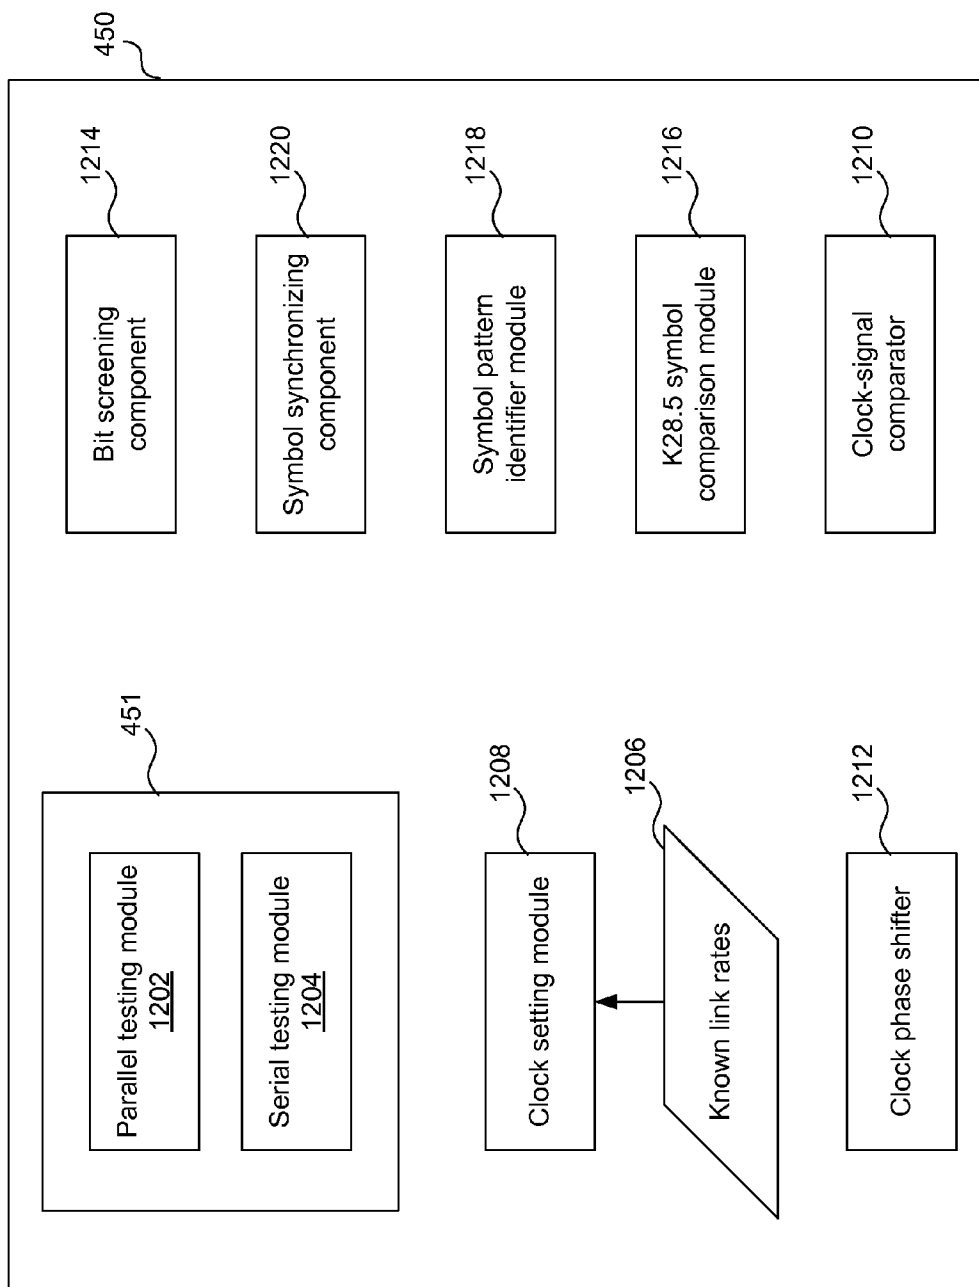 450
451
Parallel testing module
1202
Serial testing module
1204
1208
Clock setting module
1206
Known link rates
1212
Clock phase shifter
1214
Bit screening
component
1220
Symbol synchronizing
component
1218
Symbol pattern
identifier module
1216
K28.5 symbol
comparison module
1210
Clock-signal
comparator